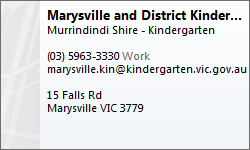 Marysville and District Kinder...
Murrindindi Shire - Kindergarten
(03) 5963-3330 Work
marysville.kin@kindergarten.vic.gov.au
15 Falls Rd
Marysville VIC 3779